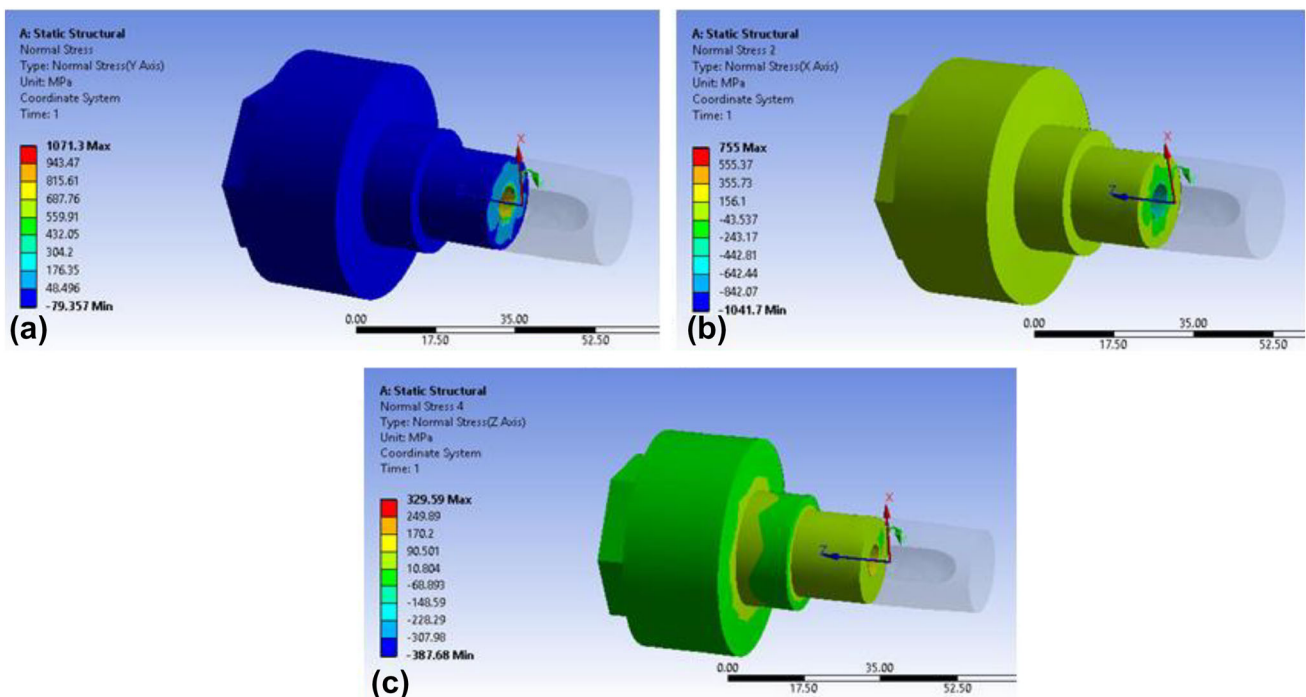 A: Static Structural
Normal Stress
Type: Normal Stress(Y Axis)
Unit: MPa
Coordinate System
Time: 1
1071.3 Max
943.47
815.61
687.76
559.91
432.05
304.2
176.35
48.496
-79.357 Min
X
Z
0.00
35.00
17.50
52.50
(a)
A: Static Structural
Normal Stress 2
Type: Normal Stress(X Axis)
Unit: MPa
Coordinate System
Time: 1
755 Max
555.37
355.73
156.1
-43.537
-243.17
-442.81
-642.44
-842.07
-1041.7 Min
X
Z
0.00
35.00
17.50
52.50
(b)
A: Static Structural
Normal Stress 4
Type: Normal Stress(Z Axis)
Unit: MPa
Coordinate System
Time: 1
329.59 Max
249.89
170.2
90.501
10.804
-68.893
-148.59
-228.29
-307.98
-387.68 Min
X
Z
0.00
35.00
17.50
52.50
(c)